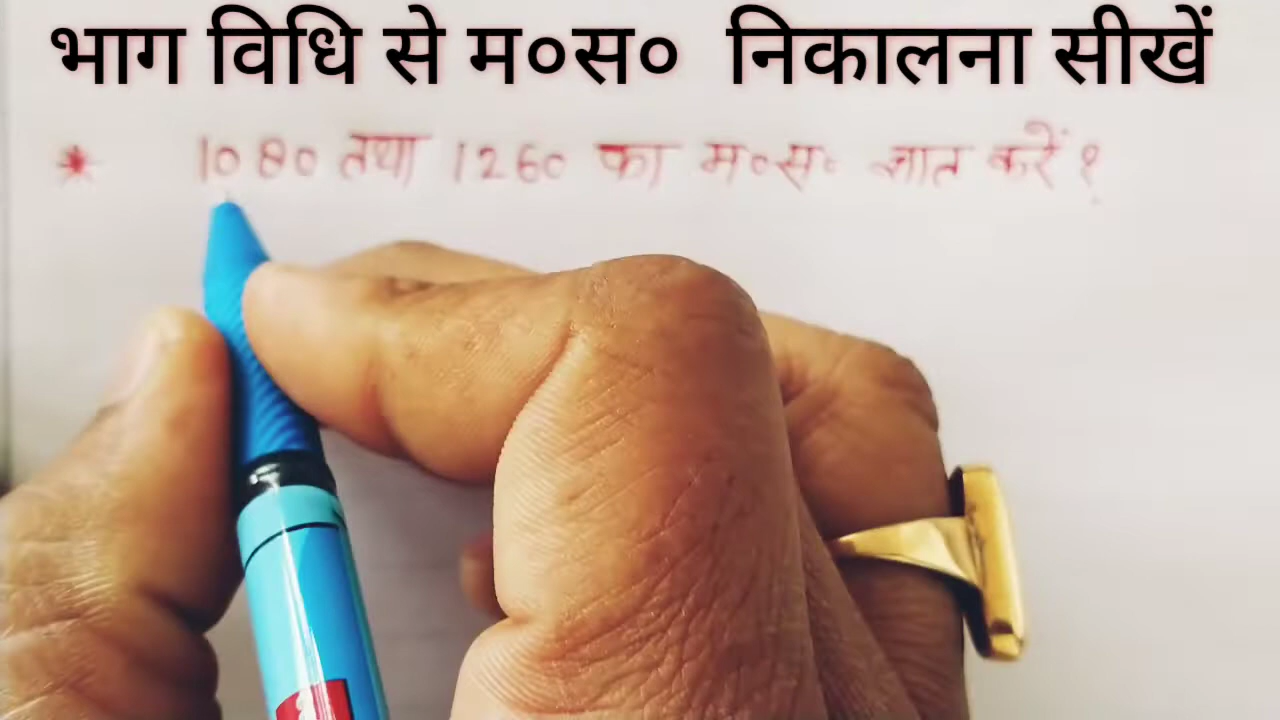 भाग विधि से म०स० निकालना सीखें
* 1080 तथा 1260 का म०स० ज्ञात करें ?